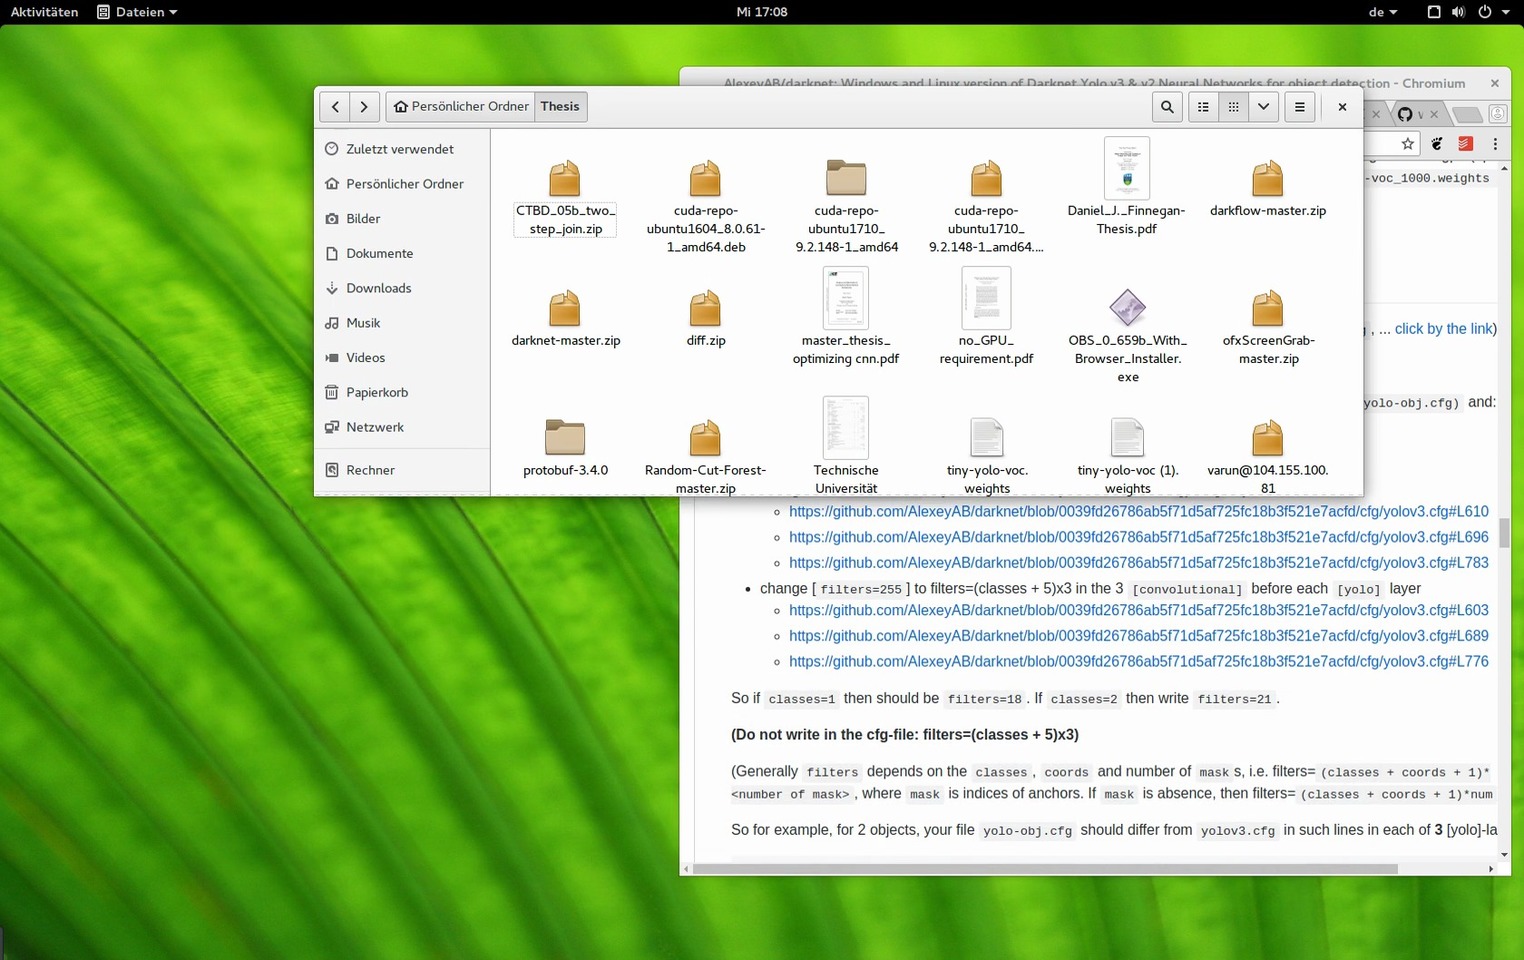 Aktivitäten Dateien Mi 17:08 de
AlexeyAB/darknet: Windows and Linux version of Darknet Yolo v3 & v2 Neural Networks for object detection - Chromium
Persönlicher Ordner Thesis
Zuletzt verwendet
Persönlicher Ordner
Bilder
Dokumente
Downloads
Musik
Videos
Papierkorb
Netzwerk
Rechner
CTBD_05b_two_
step_join.zip
cuda-repo-
ubuntu1604_8.0.61-
1_amd64.deb
cuda-repo-
ubuntu1710_
9.2.148-1_amd64
cuda-repo-
ubuntu1710_
9.2.148-1_amd64....
Daniel_J._Finnegan-
Thesis.pdf
darkflow-master.zip
darknet-master.zip
diff.zip
master_thesis_
optimizing cnn.pdf
no_GPU_
requirement.pdf
OBS_0_659b_With_
Browser_Installer.
exe
ofxScreenGrab-
master.zip
protobuf-3.4.0
Random-Cut-Forest-
master.zip
Technische
Universität
tiny-yolo-voc.
weights
tiny-yolo-voc (1).
weights
varun@104.155.100.
81
-voc_1000.weights
, ... click by the link)
yolo-obj.cfg) and:
https://github.com/AlexeyAB/darknet/blob/0039fd26786ab5f71d5af725fc18b3f521e7acfd/cfg/yolov3.cfg#L610
https://github.com/AlexeyAB/darknet/blob/0039fd26786ab5f71d5af725fc18b3f521e7acfd/cfg/yolov3.cfg#L696
https://github.com/AlexeyAB/darknet/blob/0039fd26786ab5f71d5af725fc18b3f521e7acfd/cfg/yolov3.cfg#L783
change [ filters=255 ] to filters=(classes + 5)x3 in the 3 [convolutional] before each [yolo] layer
https://github.com/AlexeyAB/darknet/blob/0039fd26786ab5f71d5af725fc18b3f521e7acfd/cfg/yolov3.cfg#L603
https://github.com/AlexeyAB/darknet/blob/0039fd26786ab5f71d5af725fc18b3f521e7acfd/cfg/yolov3.cfg#L689
https://github.com/AlexeyAB/darknet/blob/0039fd26786ab5f71d5af725fc18b3f521e7acfd/cfg/yolov3.cfg#L776
So if classes=1 then should be filters=18 . If classes=2 then write filters=21 .
(Do not write in the cfg-file: filters=(classes + 5)x3)
(Generally filters depends on the classes , coords and number of mask s, i.e. filters= (classes + coords + 1)*
<number of mask> , where mask is indices of anchors. If mask is absence, then filters= (classes + coords + 1)*num
So for example, for 2 objects, your file yolo-obj.cfg should differ from yolov3.cfg in such lines in each of 3 [yolo]-la